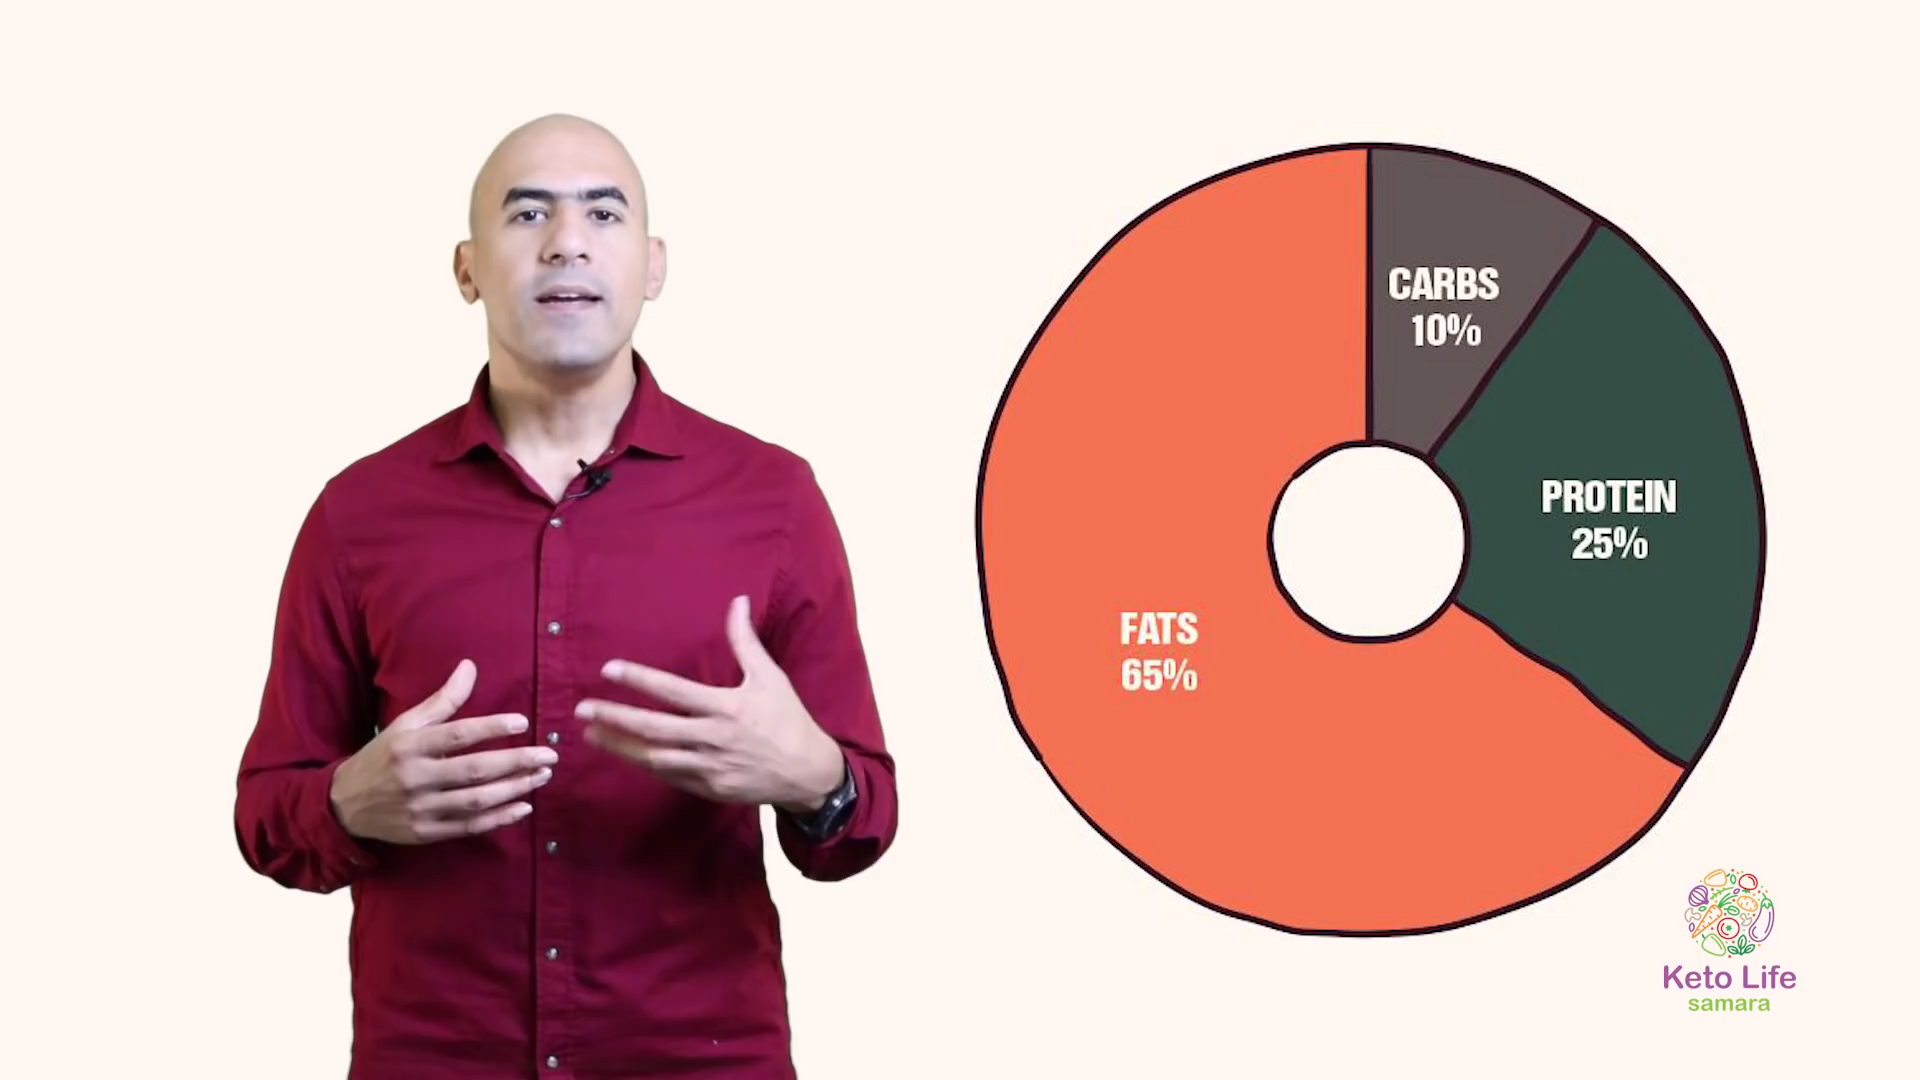 CARBS
10%
PROTEIN
25%
FATS
65%
Keto Life
samara